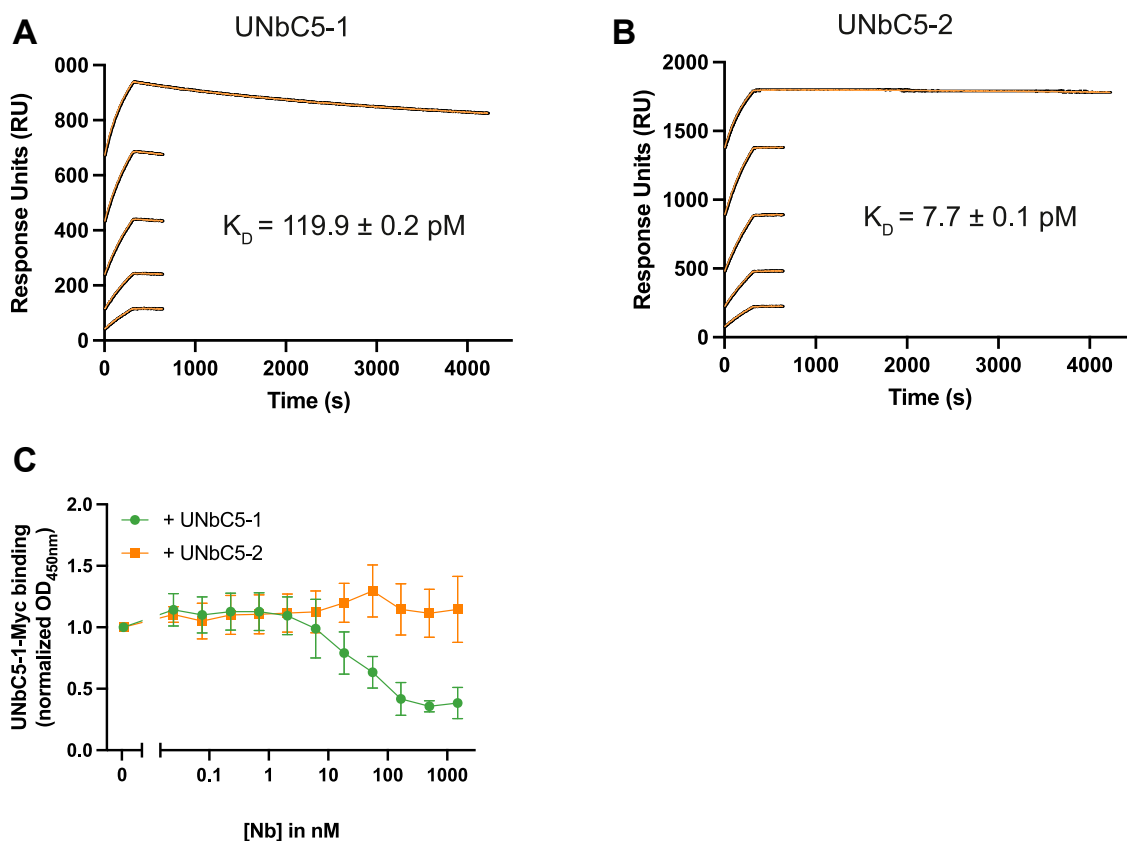 A
UNbC5-1
Response Units (RU)
000
800
600
400
200
0
K_D = 119.9 ± 0.2 pM
0 1000 2000 3000 4000
Time (s)
B
UNbC5-2
Response Units (RU)
2000
1500
1000
500
0
K_D = 7.7 ± 0.1 pM
0 1000 2000 3000 4000
Time (s)
C
UNbC5-1-Myc binding
(normalized OD450nm)
2.0
1.5
1.0
0.5
0.0
+ UNbC5-1
+ UNbC5-2
0 0.1 1 10 100 1000
[Nb] in nM